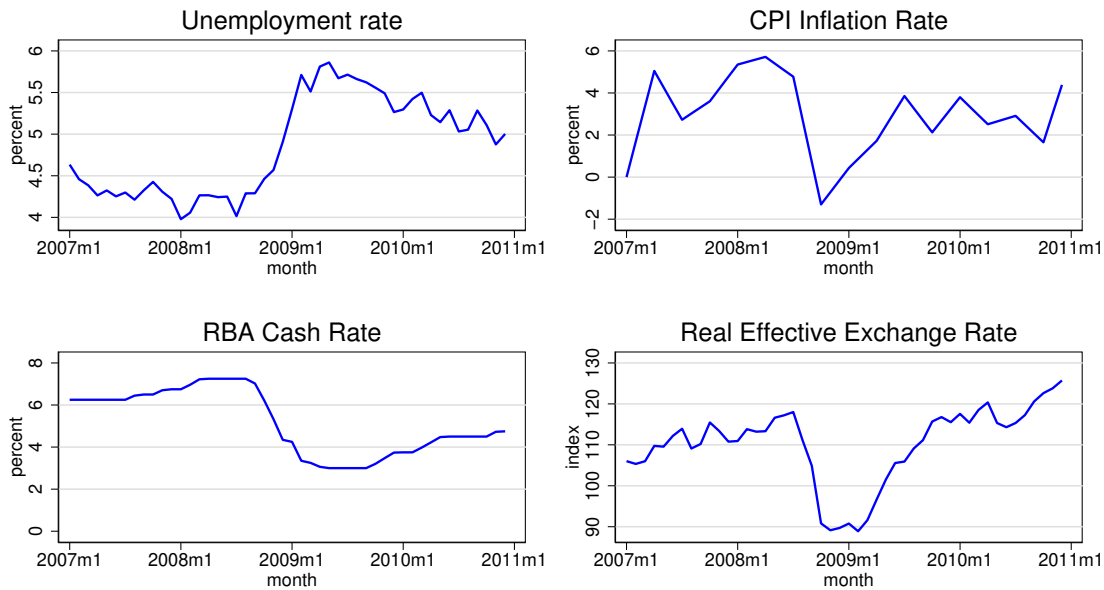 Unemployment rate
percent
6
5.5
5
4.5
4
2007m1 2008m1 2009m1 2010m1 2011m1
month
CPI Inflation Rate
percent
6
4
2
0
−2
2007m1 2008m1 2009m1 2010m1 2011m1
month
RBA Cash Rate
percent
8
6
4
2
0
2007m1 2008m1 2009m1 2010m1 2011m1
month
Real Effective Exchange Rate
index
130
120
110
100
90
2007m1 2008m1 2009m1 2010m1 2011m1
month